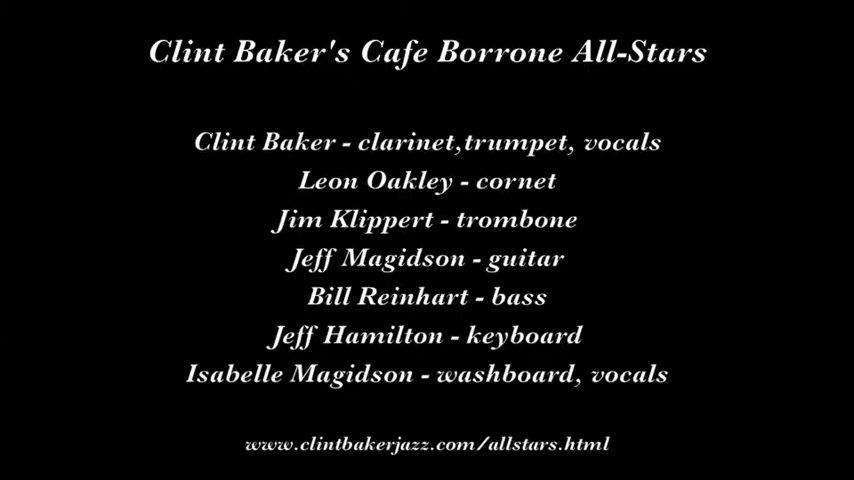 Clint Baker's Cafe Borrone All-Stars
Clint Baker - clarinet,trumpet, vocals
Leon Oakley - cornet
Jim Klippert - trombone
Jeff Magidson - guitar
Bill Reinhart - bass
Jeff Hamilton - keyboard
Isabelle Magidson - washboard, vocals
www.clintbakerjazz.com/allstars.html